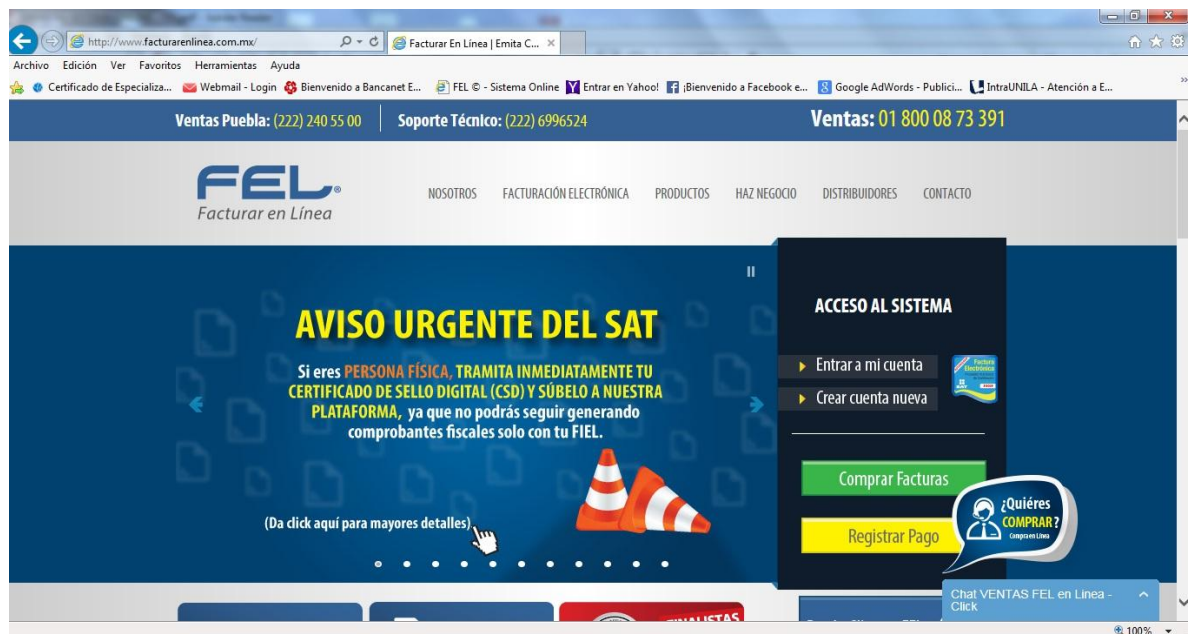 http://www.facturarenlinea.com.mx/
Facturar En Línea | Emita C...
Archivo Edición Ver Favoritos Herramientas Ayuda
Certificado de Especializa... Webmail - Login Bienvenido a Bancanet E... FEL © - Sistema Online Entrar en Yahoo! ¡Bienvenido a Facebook e... Google AdWords - Publici... IntraUNILA - Atención a E...
Ventas Puebla: (222) 240 55 00 Soporte Técnico: (222) 6996524 Ventas: 01 800 08 73 391
FEL®
Facturar en Línea
NOSOTROS FACTURACIÓN ELECTRÓNICA PRODUCTOS HAZ NEGOCIO DISTRIBUIDORES CONTACTO
AVISO URGENTE DEL SAT
Si eres PERSONA FÍSICA, TRAMITA INMEDIATAMENTE TU
CERTIFICADO DE SELLO DIGITAL (CSD) Y SÚBELO A NUESTRA
PLATAFORMA, ya que no podrás seguir generando
comprobantes fiscales solo con tu FIEL.
(Da click aquí para mayores detalles)
ACCESO AL SISTEMA
Entrar a mi cuenta
Factura
Electrónica
Crear cuenta nueva
Comprar Facturas
Registrar Pago
¿Quiéres
COMPRAR?
Compra en Línea
Chat VENTAS FEL en Linea -
Click
FINALISTAS
100%